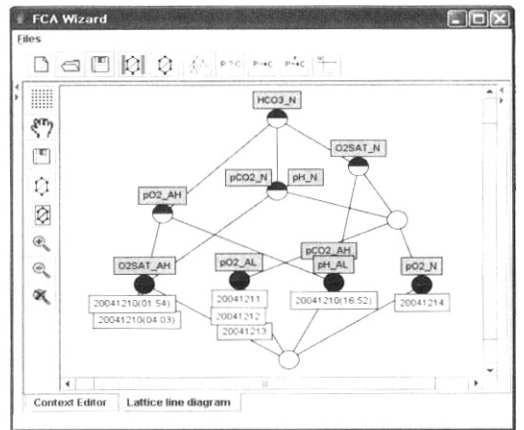 FCA Wizard
Files
HCO3_N
O2SAT_N
pCO2_N pH_N
pO2_AH
pCO2_AH
O2SAT_AH pO2_AL pH_AL pO2_N
20041210(01 54) 20041211 20041210(16 52) 20041214
20041210(04 03) 20041212
20041213
Context Editor Lattice line diagram